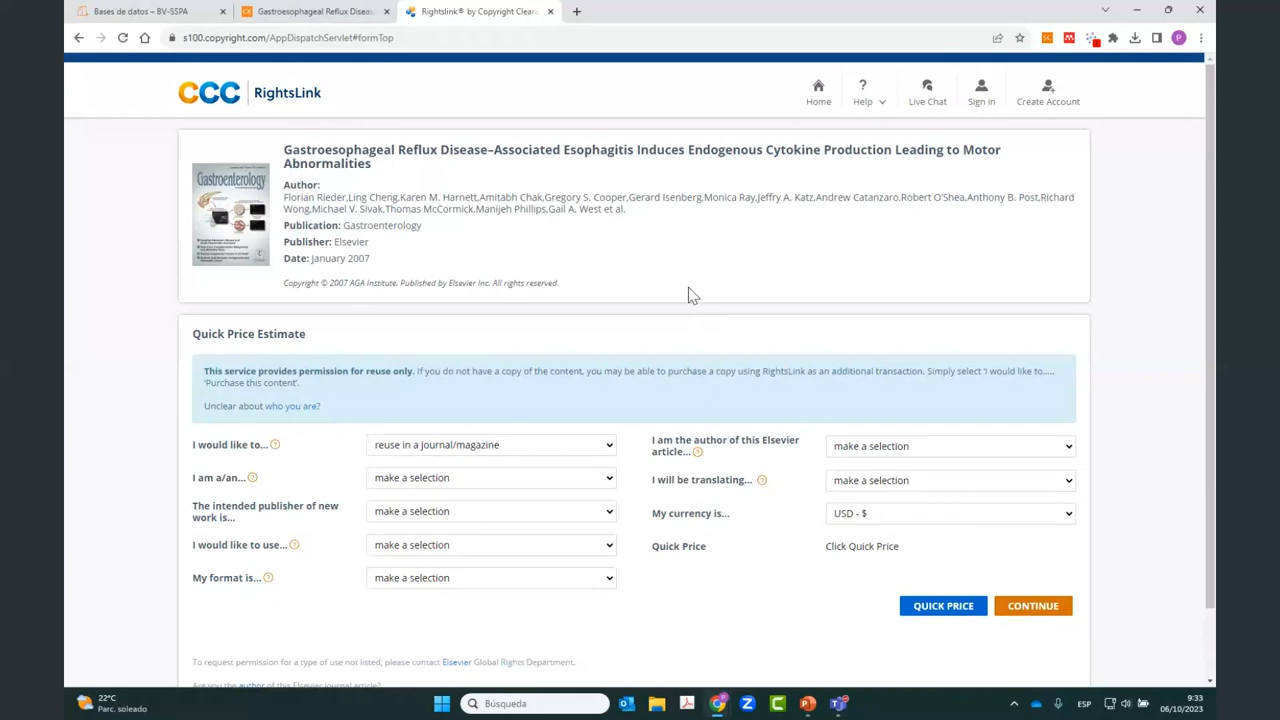 Bases de datos – BV-SSPA
Gastroesophageal Reflux Disease
Rightslink® by Copyright Clear
s100.copyright.com/AppDispatchServlet#formTop
CCC RightsLink
Home
Help
Live Chat
Sign in
Create Account
Gastroesophageal Reflux Disease–Associated Esophagitis Induces Endogenous Cytokine Production Leading to Motor
Abnormalities
Gastroenterology
Author:
Florian Rieder,Ling Cheng,Karen M. Harnett,Amitabh Chak,Gregory S. Cooper,Gerard Isenberg,Monica Ray,Jeffry A. Katz,Andrew Catanzaro,Robert O'Shea,Anthony B. Post,Richard
Wong,Michael V. Sivak,Thomas McCormick,Manijeh Phillips,Gail A. West et al.
Publication: Gastroenterology
Publisher: Elsevier
Date: January 2007
Copyright © 2007 AGA Institute. Published by Elsevier Inc. All rights reserved.
Quick Price Estimate
This service provides permission for reuse only. If you do not have a copy of the content, you may be able to purchase a copy using RightsLink as an additional transaction. Simply select 'I would like to.....
'Purchase this content'.
Unclear about who you are?
I would like to... reuse in a journal/magazine
I am a/an... make a selection
The intended publisher of new
work is... make a selection
I would like to use... make a selection
My format is... make a selection
I am the author of this Elsevier
article... make a selection
I will be translating... make a selection
My currency is... USD - $
Quick Price Click Quick Price
QUICK PRICE CONTINUE
To request permission for a type of use not listed, please contact Elsevier Global Rights Department.
Are you the author of this Elsevier journal article?
22°C
Parc. soleado
Búsqueda
ESP
9:33
06/10/2023